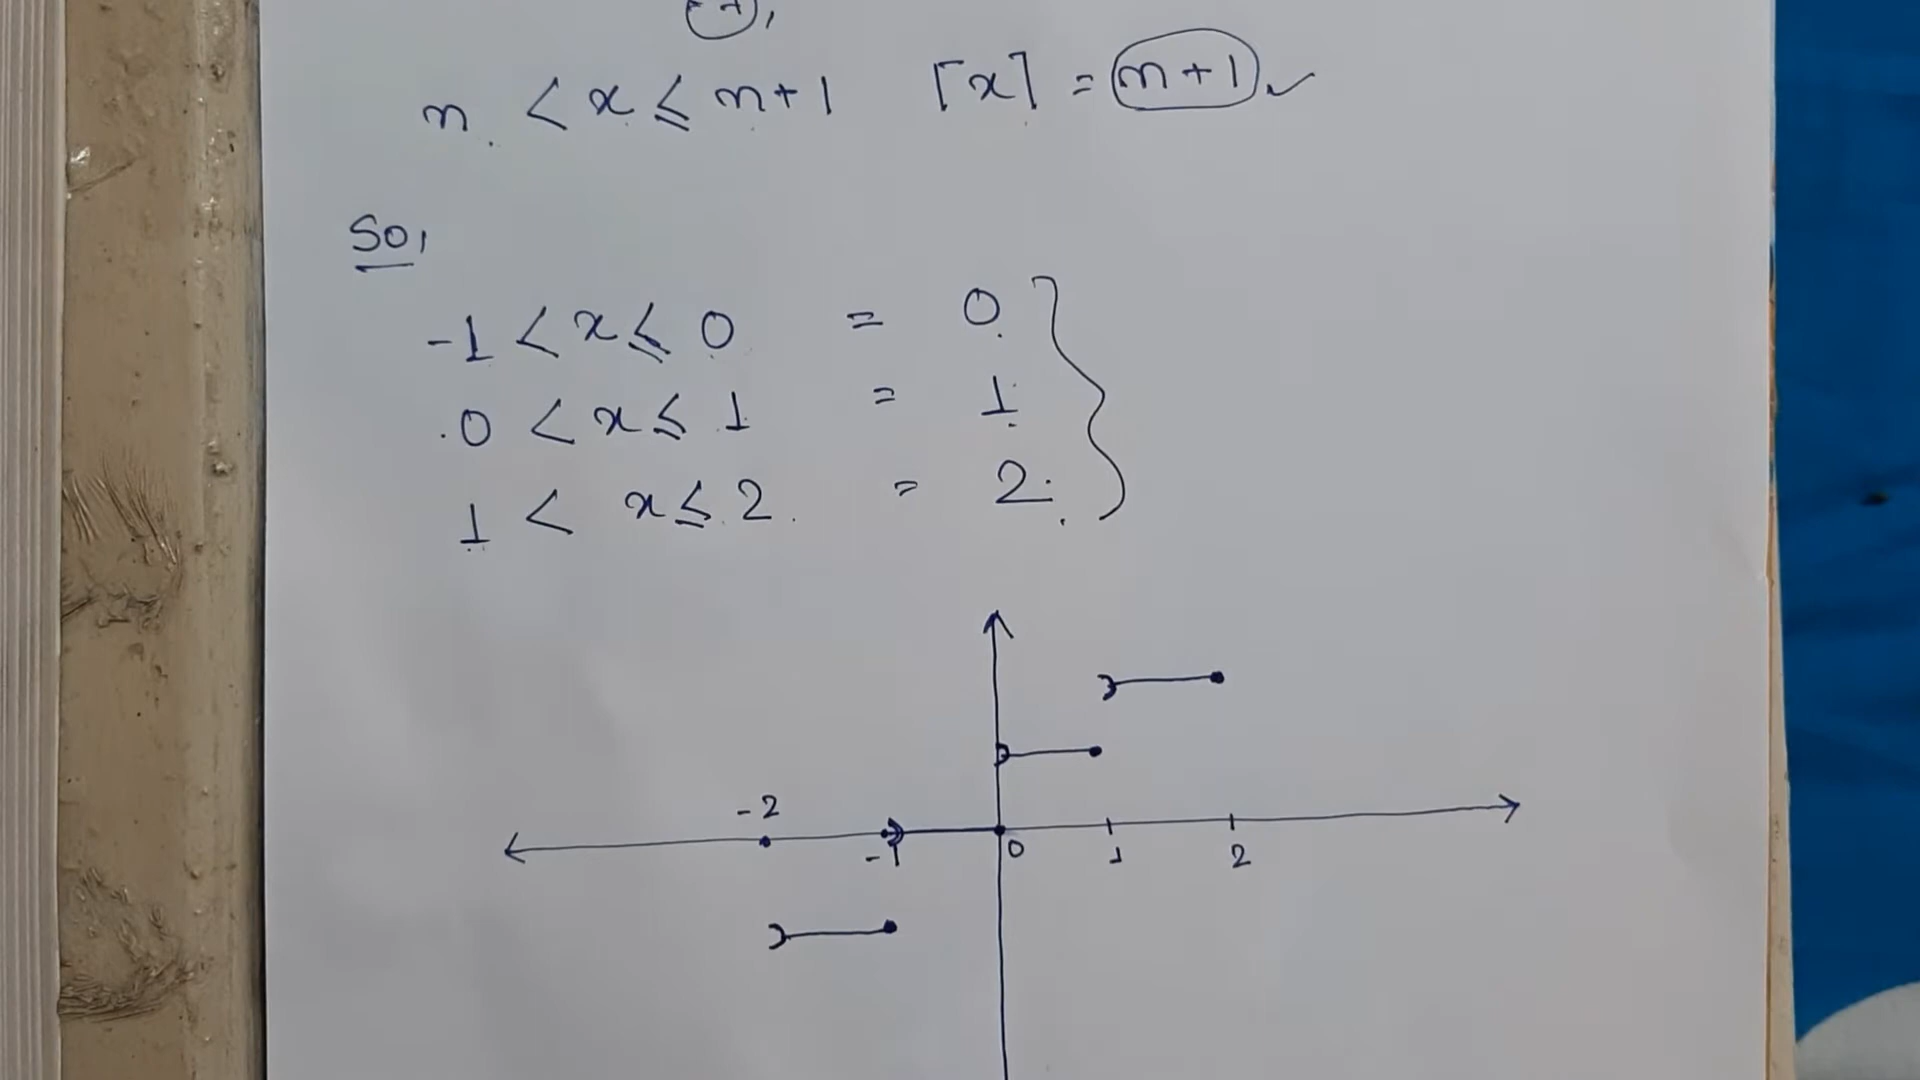 n < x ≤ n+1 ⌈x⌉ = n+1
So,
-1 < x ≤ 0 = 0
0 < x ≤ 1 = 1
1 < x ≤ 2 = 2
-2
-1 0 1 2